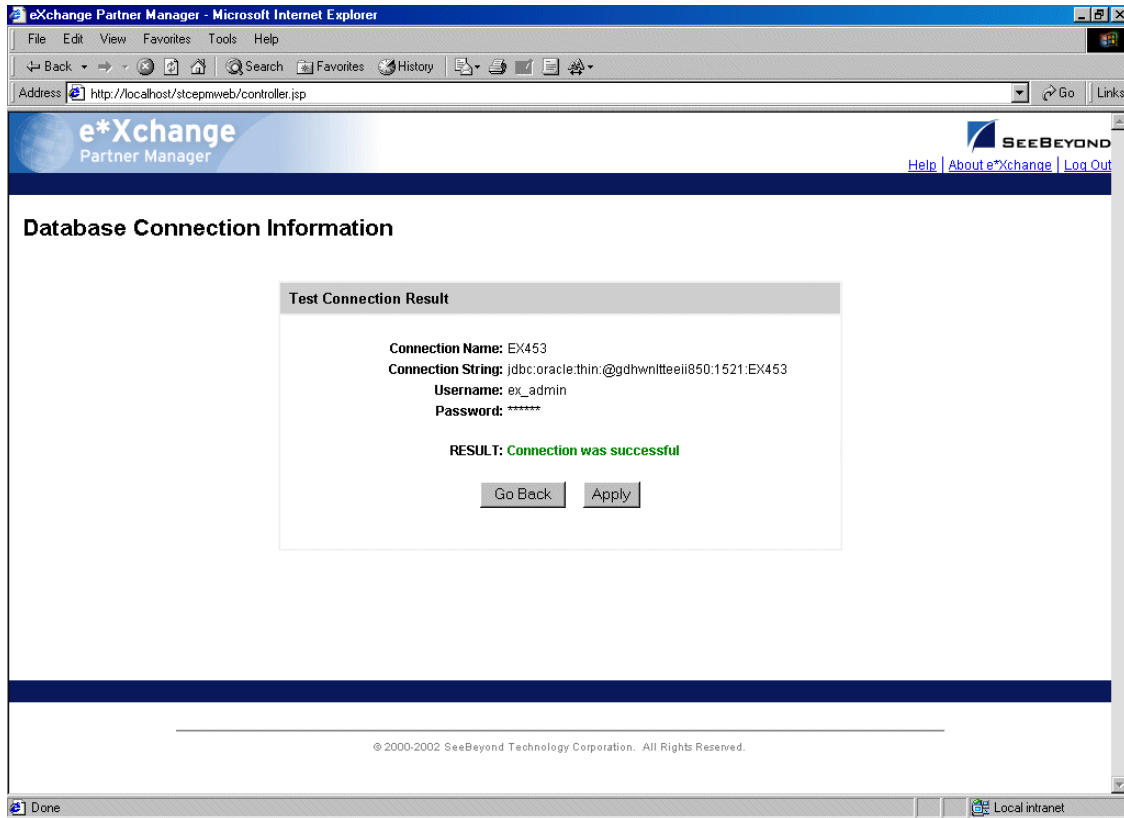 eXchange Partner Manager - Microsoft Internet Explorer
File Edit View Favorites Tools Help
Back Search Favorites History
Address http://localhost/stcepmweb/controller.jsp Go Links
e*Xchange
Partner Manager
SEEBEYOND
Help | About e*Xchange | Log Out
Database Connection Information
Test Connection Result
Connection Name: EX453
Connection String: jdbc:oracle:thin:@gdhwnltteeii850:1521:EX453
Username: ex_admin
Password: ******
RESULT: Connection was successful
Go Back Apply
© 2000-2002 SeeBeyond Technology Corporation. All Rights Reserved.
Done Local intranet